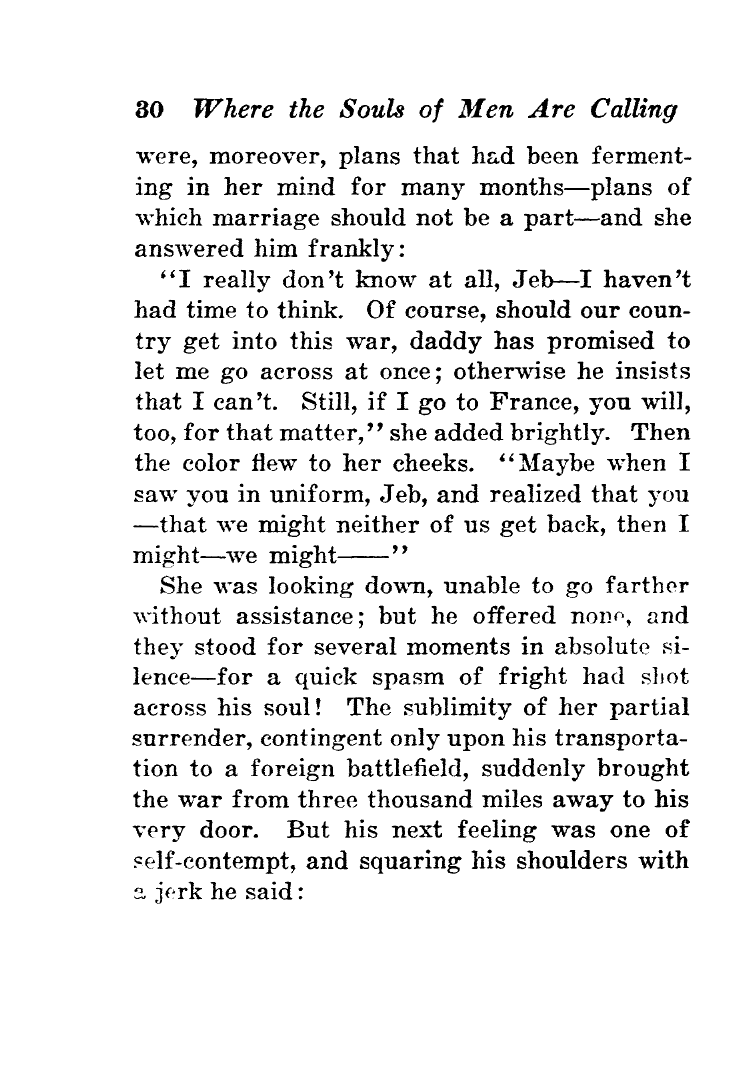 30 Where the Souls of Men Are Calling
were, moreover, plans that had been ferment-
ing in her mind for many months—plans of
which marriage should not be a part—and she
answered him frankly:
"I really don't know at all, Jeb—I haven't
had time to think. Of course, should our coun-
try get into this war, daddy has promised to
let me go across at once; otherwise he insists
that I can't. Still, if I go to France, you will,
too, for that matter," she added brightly. Then
the color flew to her cheeks. "Maybe when I
saw you in uniform, Jeb, and realized that you
—that we might neither of us get back, then I
might—we might——"
She was looking down, unable to go farther
without assistance; but he offered none, and
they stood for several moments in absolute si-
lence—for a quick spasm of fright had shot
across his soul! The sublimity of her partial
surrender, contingent only upon his transporta-
tion to a foreign battlefield, suddenly brought
the war from three thousand miles away to his
very door. But his next feeling was one of
self-contempt, and squaring his shoulders with
a jerk he said: